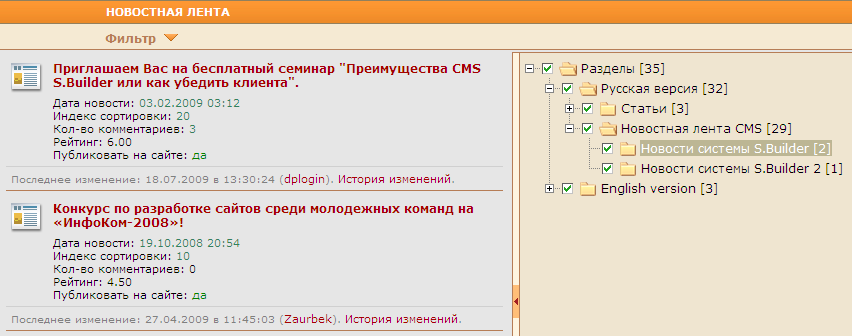 НОВОСТНАЯ ЛЕНТА
Фильтр
Приглашаем Вас на бесплатный семинар "Преимущества CMS
S.Builder или как убедить клиента".
Дата новости: 03.02.2009 03:12
Индекс сортировки: 20
Кол-во комментариев: 3
Рейтинг: 6.00
Публиковать на сайте: да
Последнее изменение: 18.07.2009 в 13:30:24 (dplogin). История изменений.
Конкурс по разработке сайтов среди молодежных команд на
«ИнфоКом-2008»!
Дата новости: 19.10.2008 20:54
Индекс сортировки: 10
Кол-во комментариев: 0
Рейтинг: 4.50
Публиковать на сайте: да
Последнее изменение: 27.04.2009 в 11:45:03 (Zaurbek). История изменений.
Разделы [35]
Русская версия [32]
Статьи [3]
Новостная лента CMS [29]
Новости системы S.Builder [2]
Новости системы S.Builder 2 [1]
English version [3]